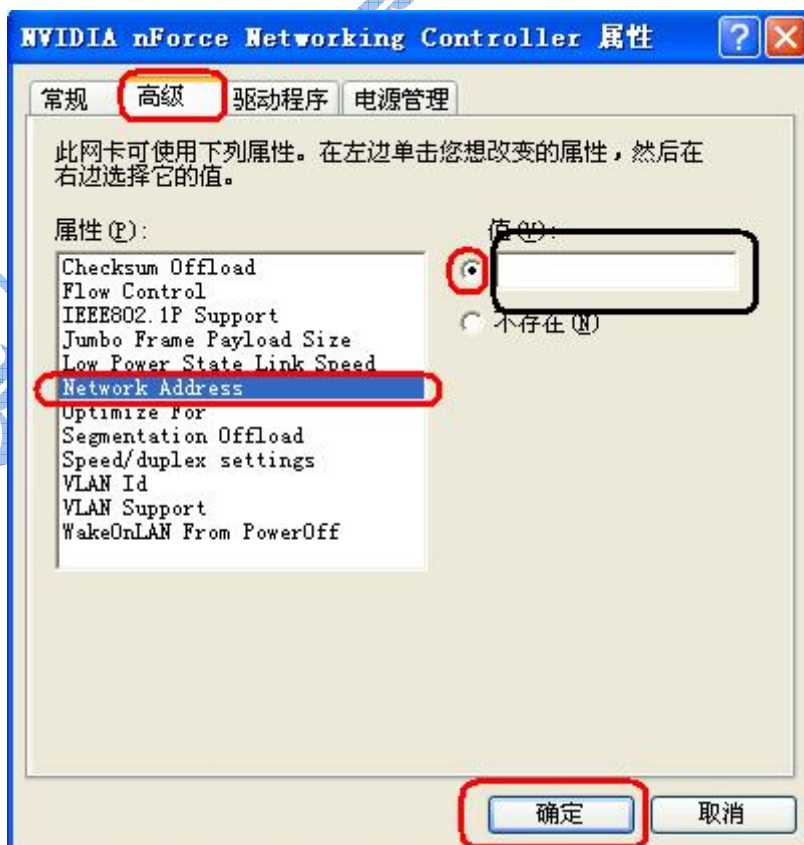 NVIDIA nForce Networking Controller 属性
常规 高级 驱动程序 电源管理
此网卡可使用下列属性。在左边单击您想改变的属性，然后在
右边选择它的值。
属性(P):
值(V):
Checksum Offload
Flow Control
IEEE802.1P Support
Jumbo Frame Payload Size
Low Power State Link Speed
Network Address
Optimize For
Segmentation Offload
Speed/duplex settings
VLAN Id
VLAN Support
WakeOnLAN From PowerOff
不存在(N)
确定 取消